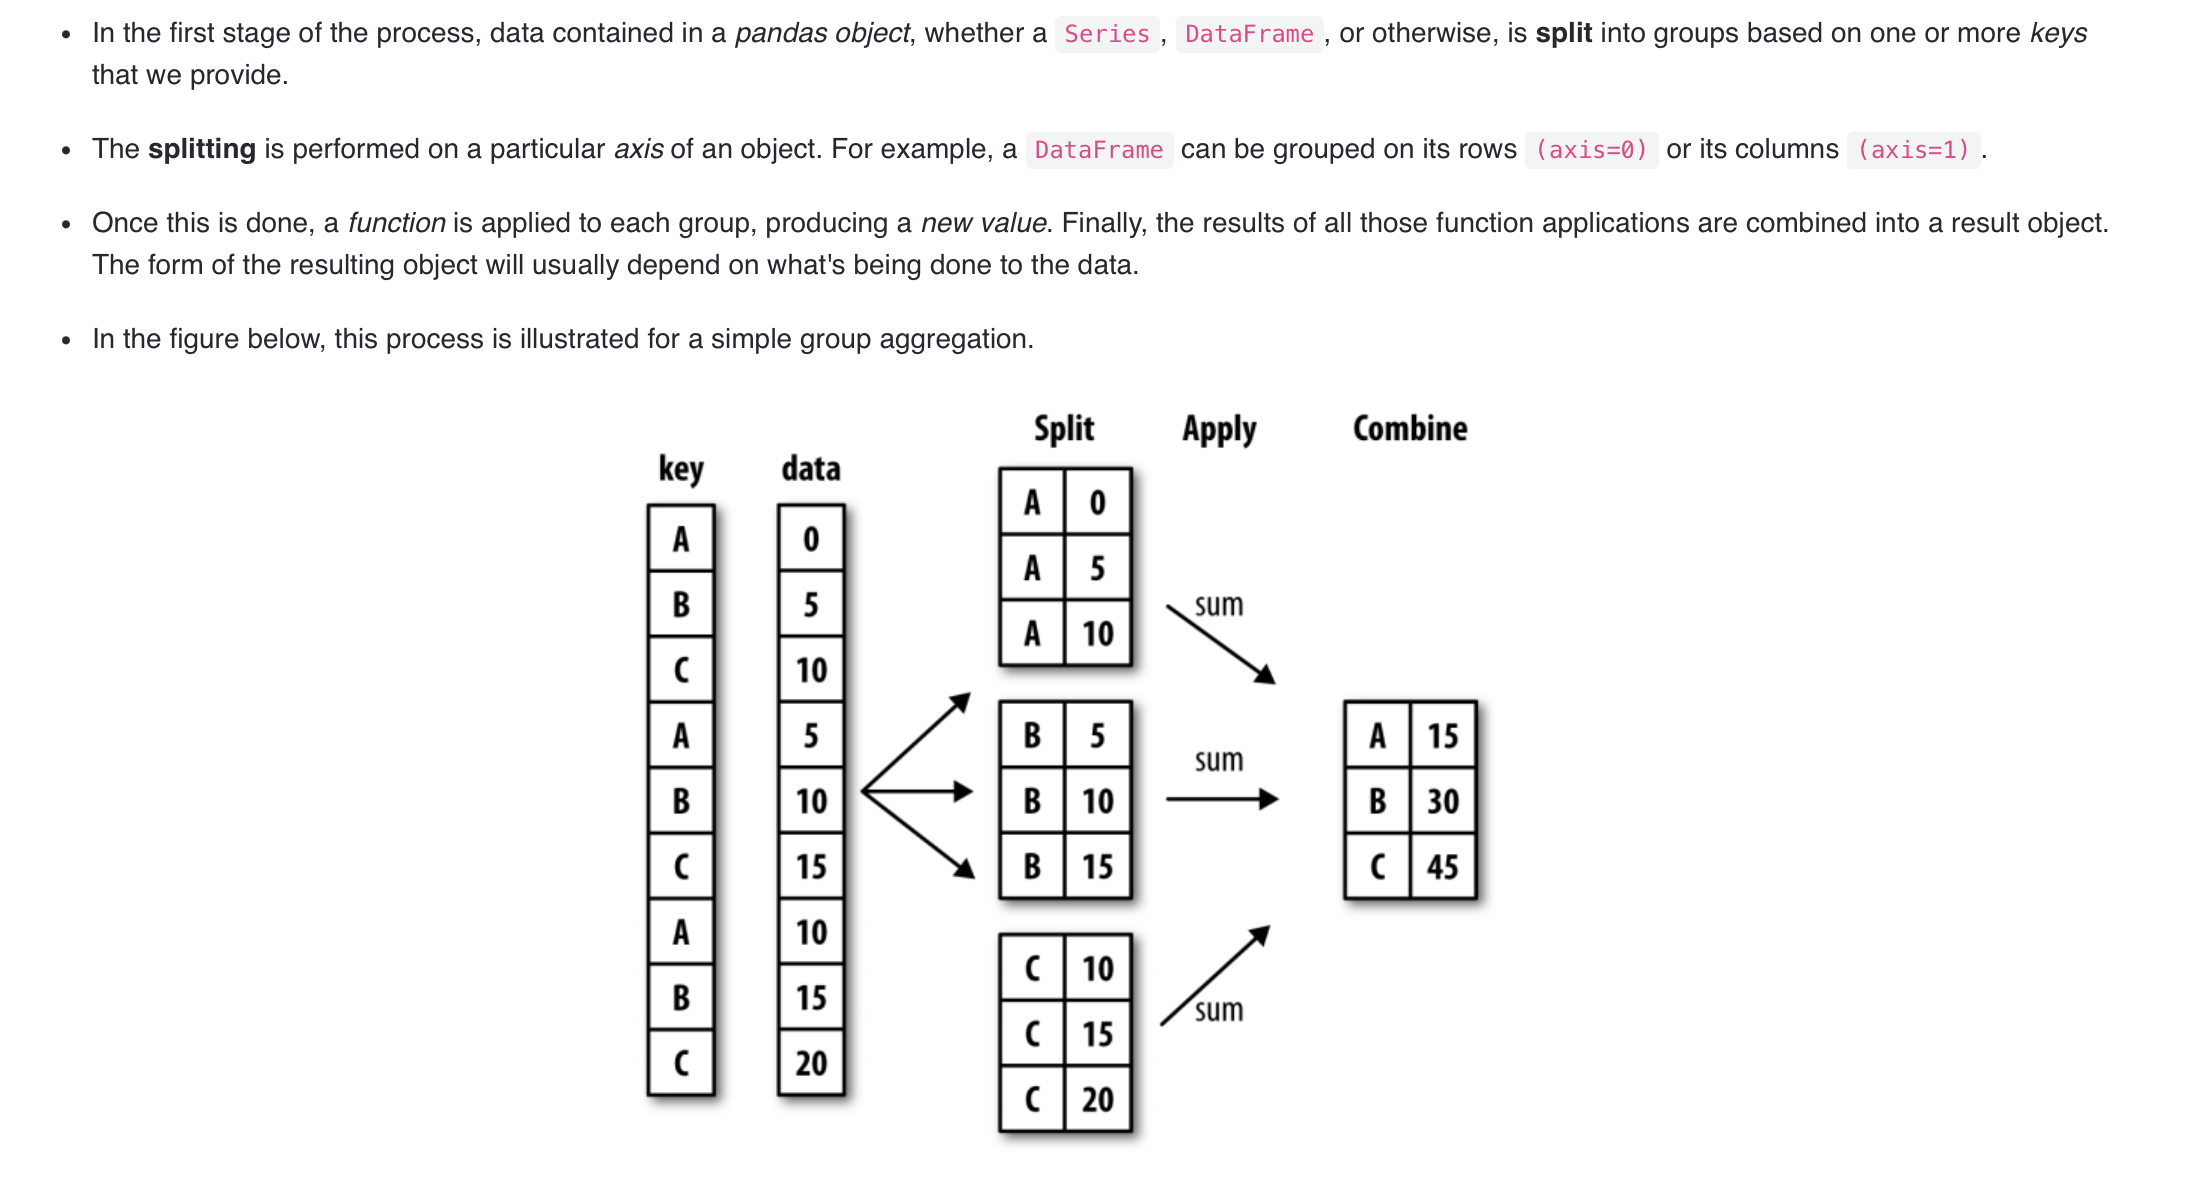 In the first stage of the process, data contained in a pandas object, whether a Series , DataFrame , or otherwise, is split into groups based on one or more keys
that we provide.
The splitting is performed on a particular axis of an object. For example, a DataFrame can be grouped on its rows (axis=0) or its columns (axis=1) .
Once this is done, a function is applied to each group, producing a new value. Finally, the results of all those function applications are combined into a result object.
The form of the resulting object will usually depend on what's being done to the data.
In the figure below, this process is illustrated for a simple group aggregation.
key
A
B
C
A
B
C
A
B
C
data
0
5
10
5
10
15
10
15
20
Split
A 0
A 5
A 10
B 5
B 10
B 15
C 10
C 15
C 20
Apply
sum
sum
sum
Combine
A 15
B 30
C 45